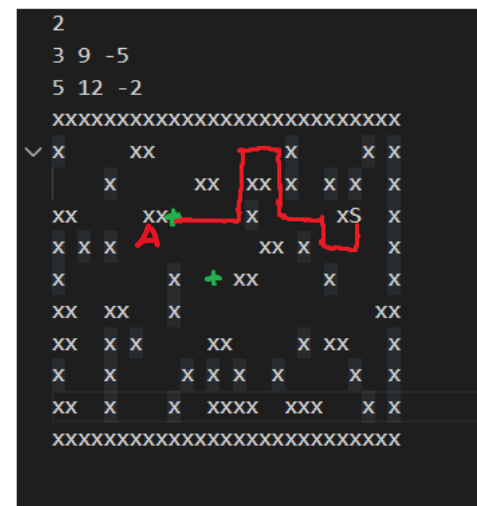 2
3 9 -5
5 12 -2
xxxxxxxxxxxxxxxxxxxxxxxxxxx
x     xx          x     x x
    x      xx  xx x  x x  x
xx     xx+     x      xS  x
A
x x x           xx x      x
x        x  + xx     x    x
xx  xx   x               xx
xx  x x     xx     x xx   x
x   x     x x x  x     x  x
xx  x    x  xxxx  xxx   x x
xxxxxxxxxxxxxxxxxxxxxxxxxxx